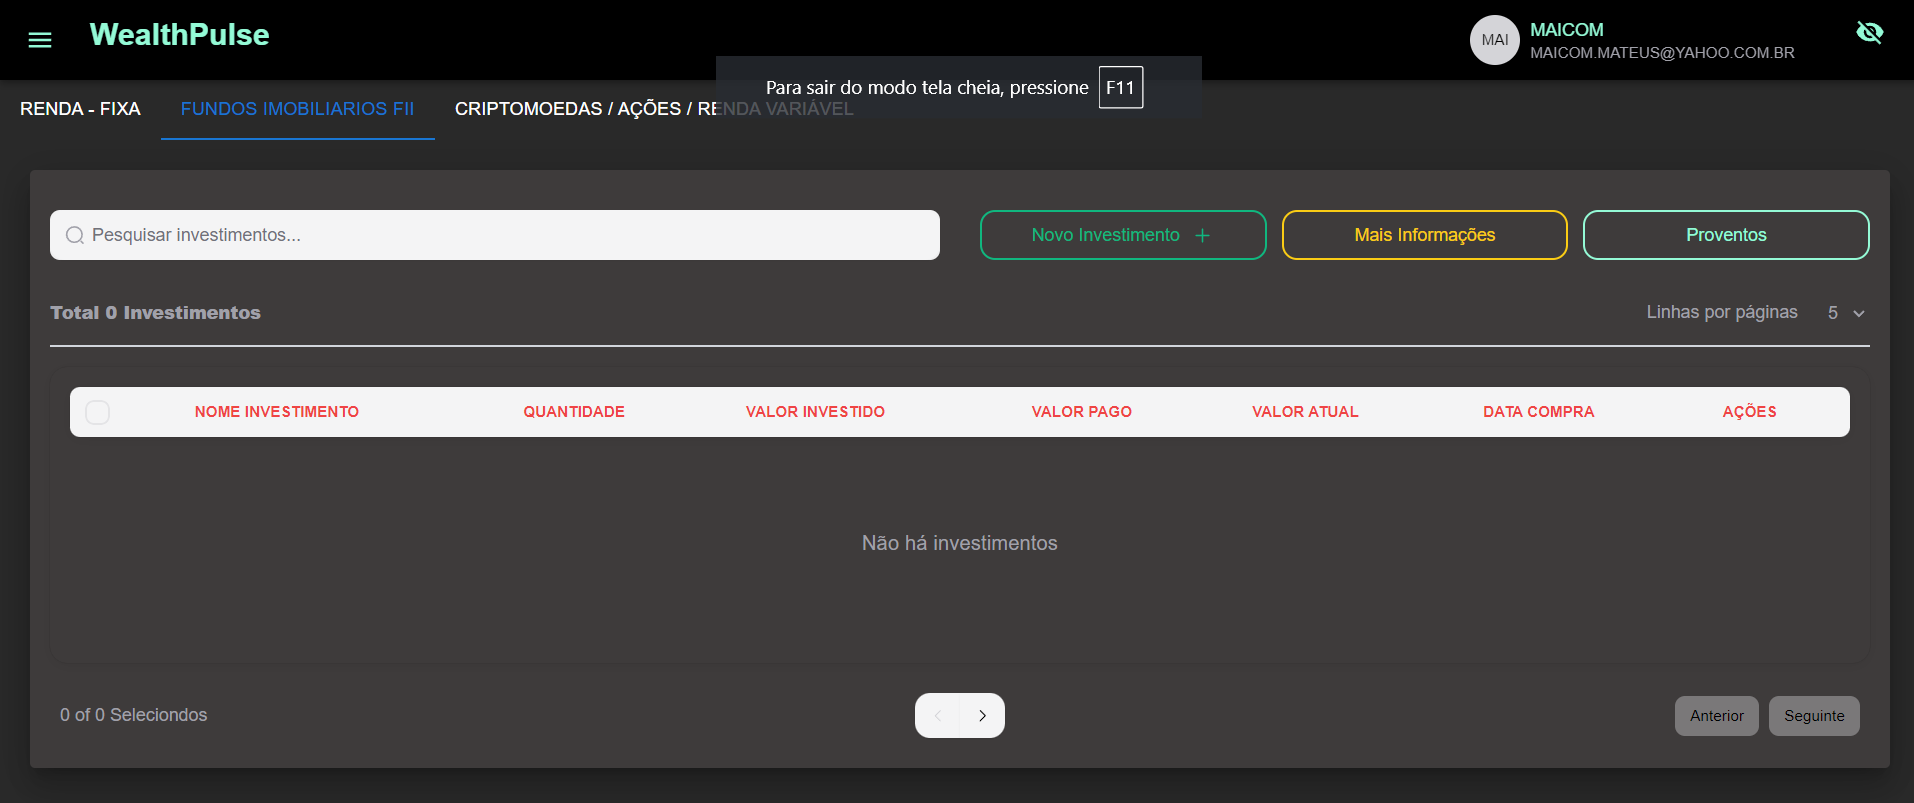 WealthPulse
MAI
MAICOM
MAICOM.MATEUS@YAHOO.COM.BR
Para sair do modo tela cheia, pressione F11
RENDA - FIXA
FUNDOS IMOBILIARIOS FII
CRIPTOMOEDAS / AÇÕES / RENDA VARIÁVEL
Pesquisar investimentos...
Novo Investimento +
Mais Informações
Proventos
Total 0 Investimentos
Linhas por páginas 5
NOME INVESTIMENTO QUANTIDADE VALOR INVESTIDO VALOR PAGO VALOR ATUAL DATA COMPRA AÇÕES
Não há investimentos
0 of 0 Seleciondos
Anterior
Seguinte